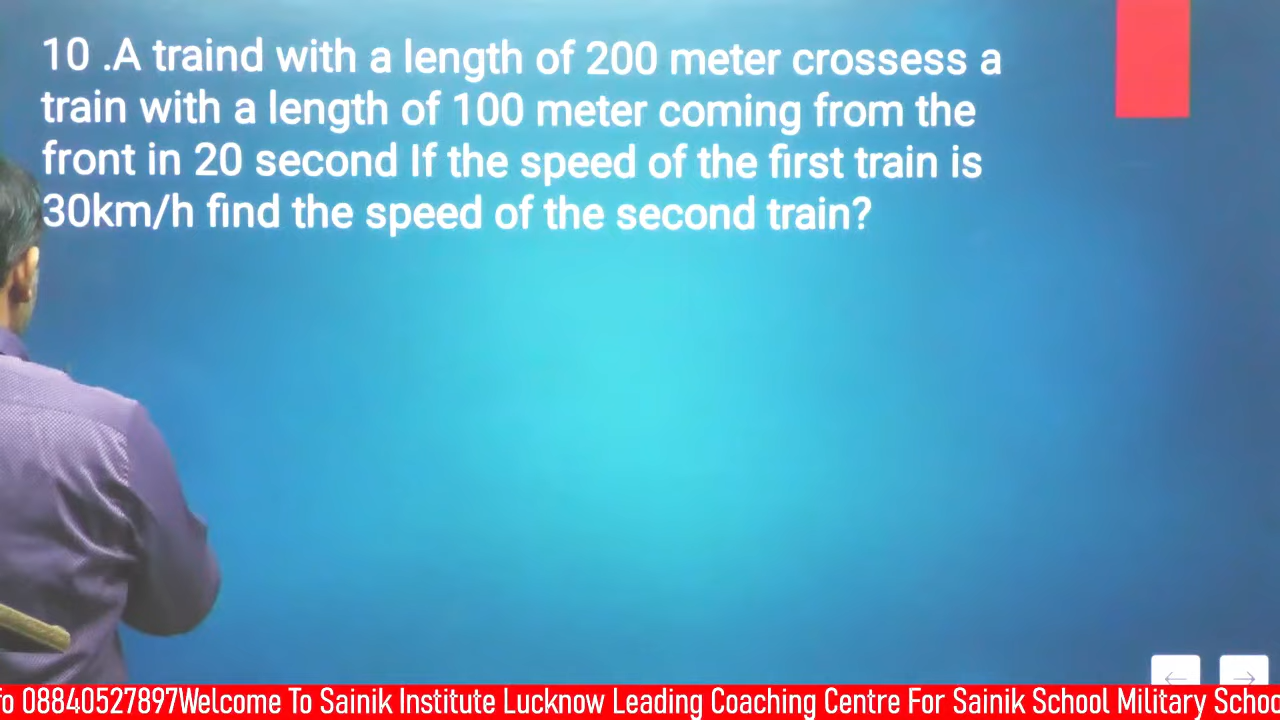 10 .A traind with a length of 200 meter crossess a
train with a length of 100 meter coming from the
front in 20 second If the speed of the first train is
30km/h find the speed of the second train?
fo 08840527897Welcome To Sainik Institute Lucknow Leading Coaching Centre For Sainik School Military Schoo